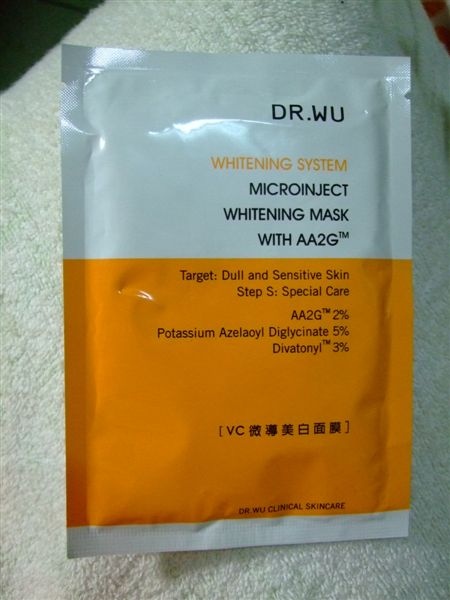 DR.WU
WHITENING SYSTEM
MICROINJECT
WHITENING MASK
WITH AA2G™
Target: Dull and Sensitive Skin
Step S: Special Care
AA2G™ 2%
Potassium Azelaoyl Diglycinate 5%
Divatonyl™ 3%
[VC微導美白面膜]
DR.WU CLINICAL SKINCARE